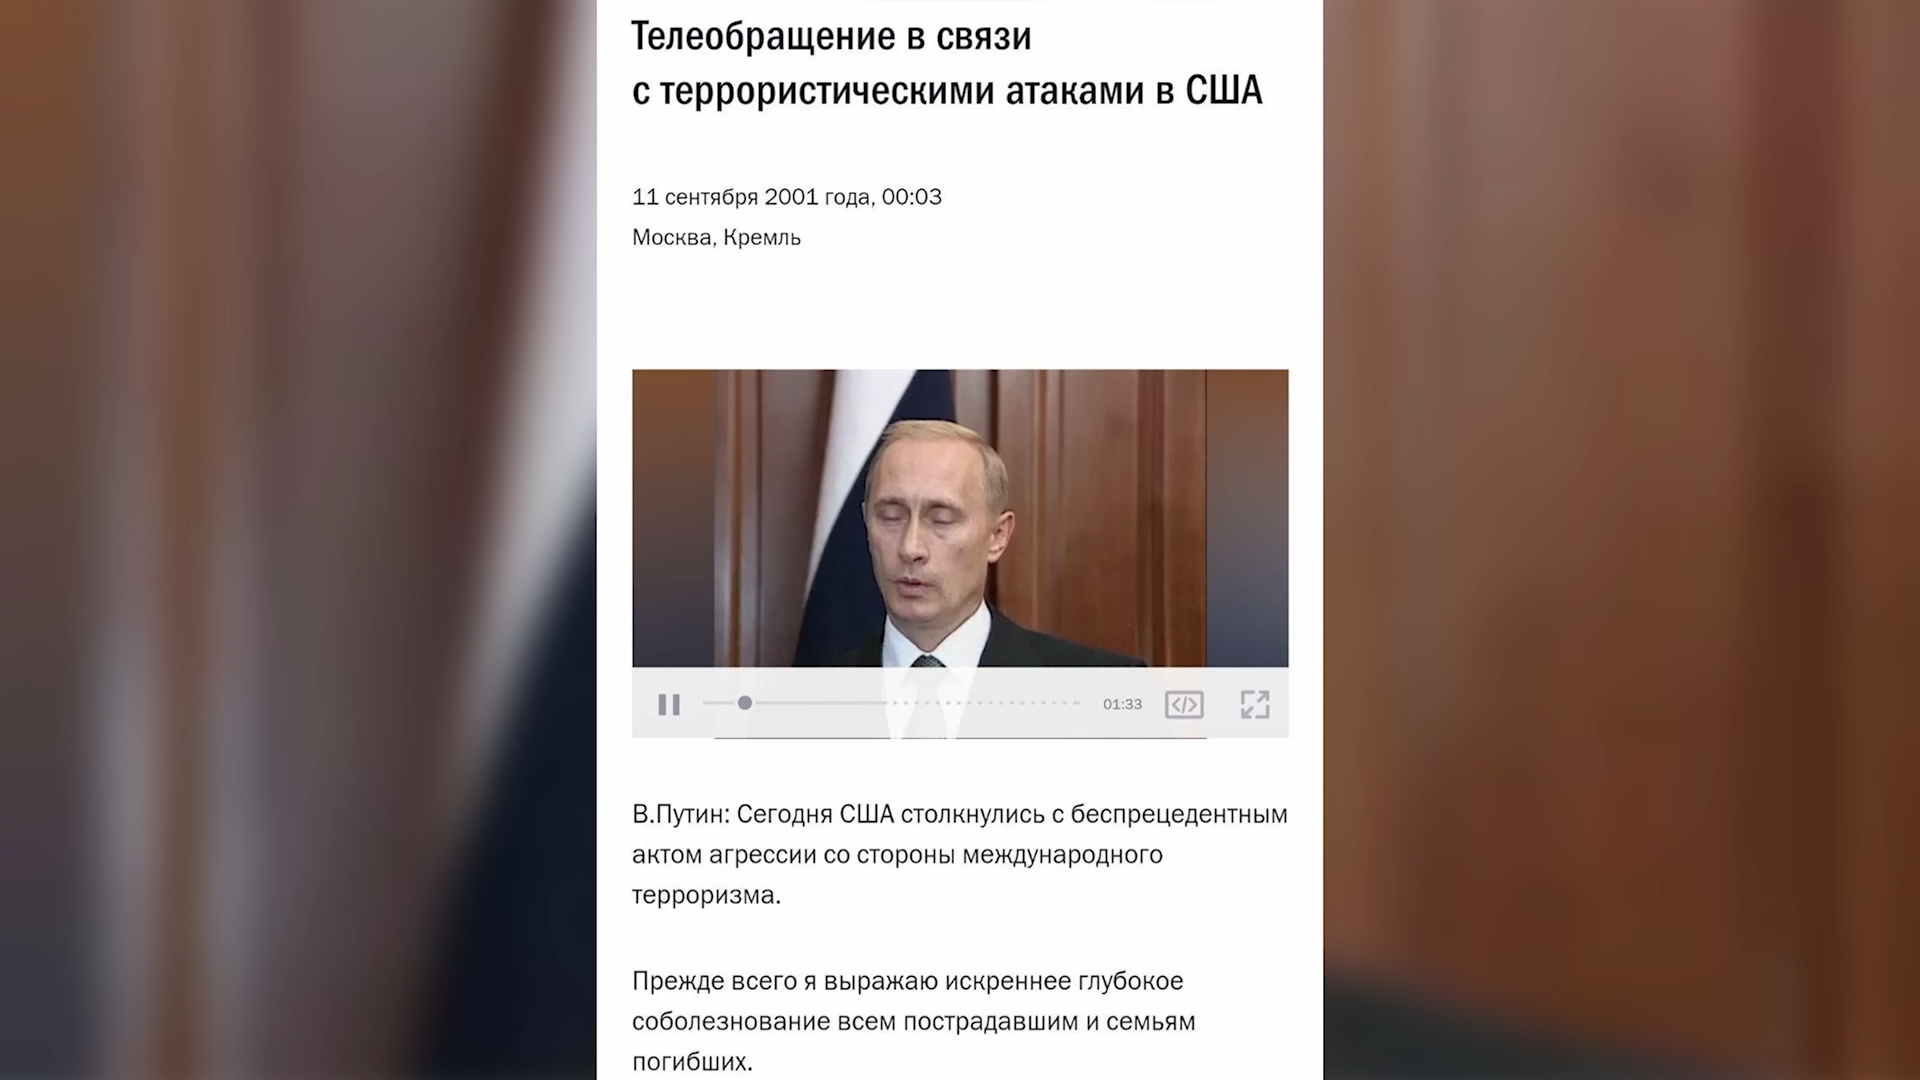 Телеобращение в связи
с террористическими атаками в США
11 сентября 2001 года, 00:03
Москва, Кремль
01:33
В.Путин: Сегодня США столкнулись с беспрецедентным
актом агрессии со стороны международного
терроризма.
Прежде всего я выражаю искреннее глубокое
соболезнование всем пострадавшим и семьям
погибших.